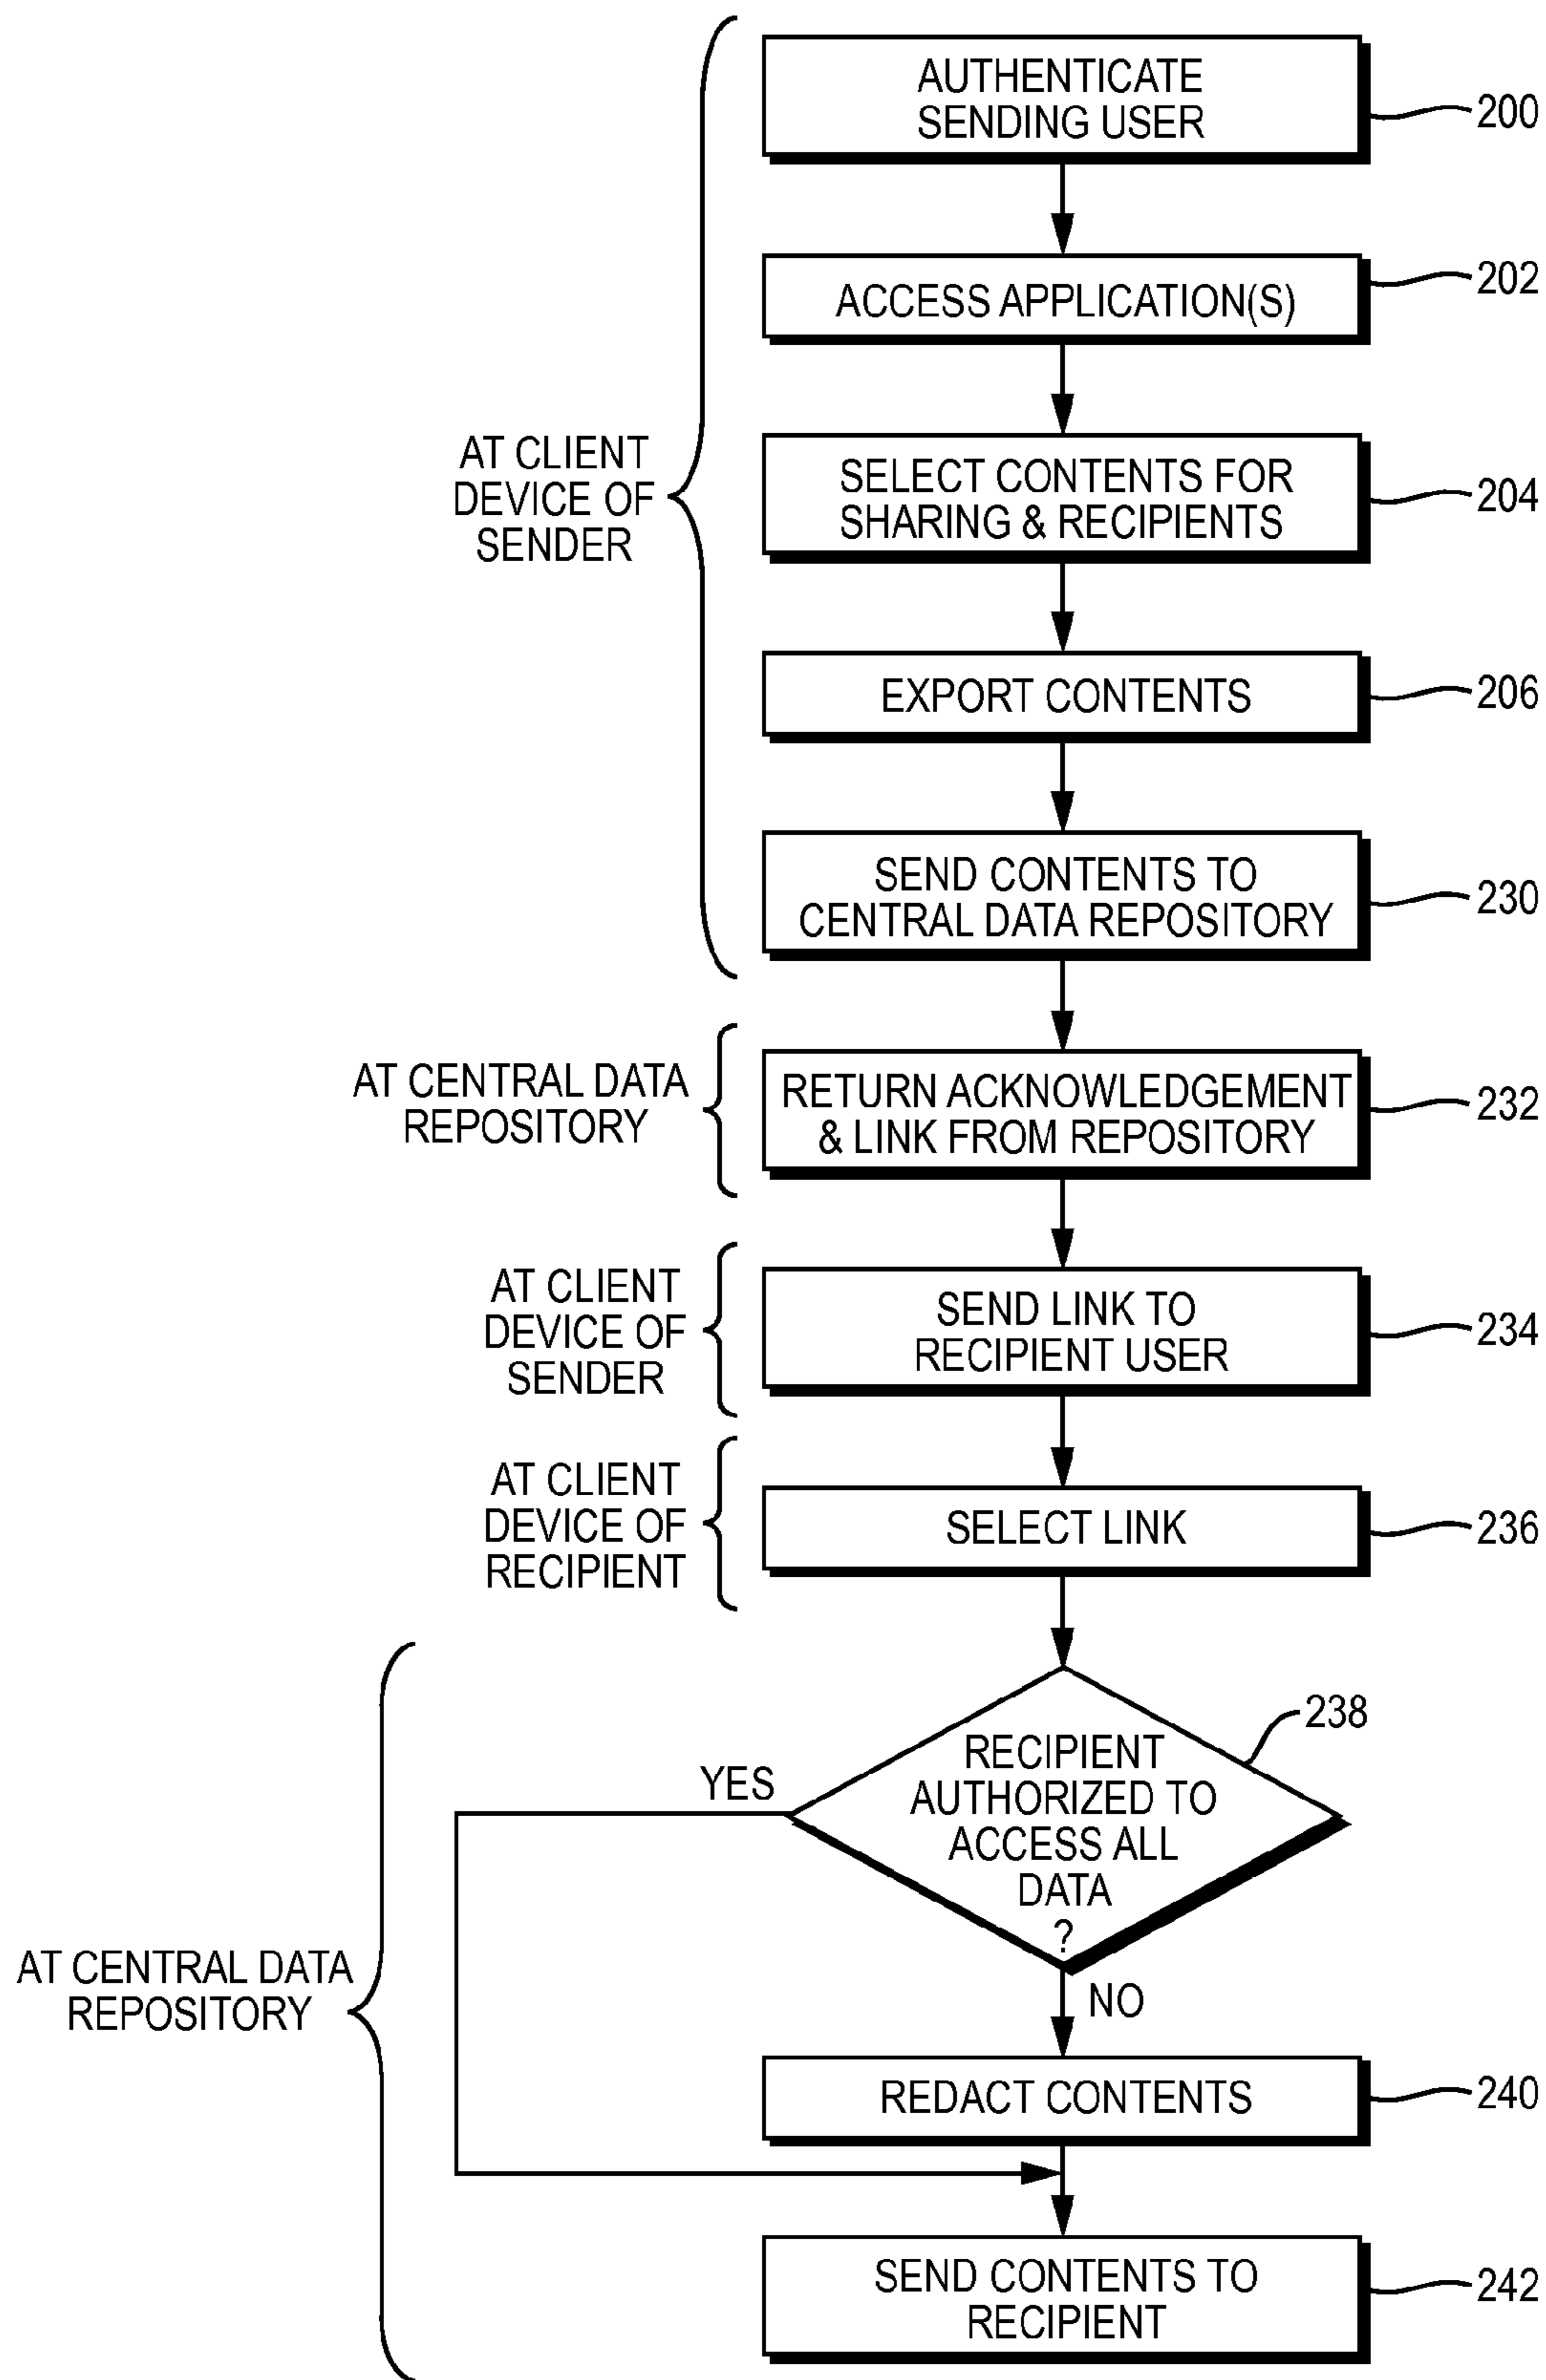 AUTHENTICATE
SENDING USER
200
ACCESS APPLICATION(S)
202
AT CLIENT
DEVICE OF
SENDER
SELECT CONTENTS FOR
SHARING & RECIPIENTS
204
EXPORT CONTENTS
206
SEND CONTENTS TO
CENTRAL DATA REPOSITORY
230
AT CENTRAL DATA
REPOSITORY
RETURN ACKNOWLEDGEMENT
& LINK FROM REPOSITORY
232
AT CLIENT
DEVICE OF
SENDER
SEND LINK TO
RECIPIENT USER
234
AT CLIENT
DEVICE OF
RECIPIENT
SELECT LINK
236
238
RECIPIENT
AUTHORIZED TO
ACCESS ALL
DATA
?
YES
NO
AT CENTRAL DATA
REPOSITORY
REDACT CONTENTS
240
SEND CONTENTS TO
RECIPIENT
242